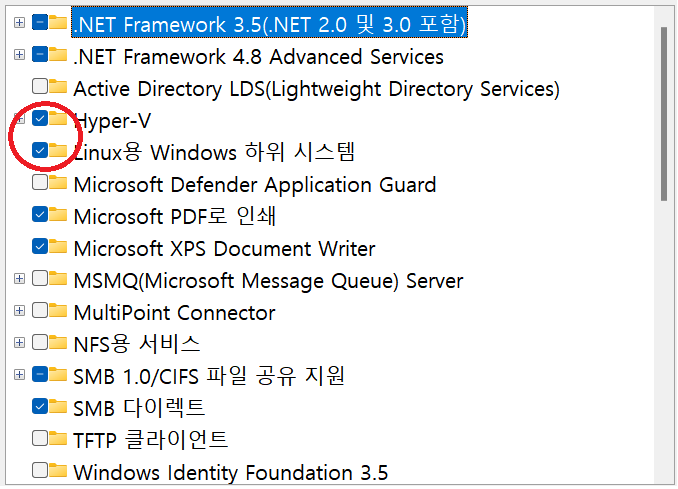 .NET Framework 3.5(.NET 2.0 및 3.0 포함)
.NET Framework 4.8 Advanced Services
Active Directory LDS(Lightweight Directory Services)
Hyper-V
Linux용 Windows 하위 시스템
Microsoft Defender Application Guard
Microsoft PDF로 인쇄
Microsoft XPS Document Writer
MSMQ(Microsoft Message Queue) Server
MultiPoint Connector
NFS용 서비스
SMB 1.0/CIFS 파일 공유 지원
SMB 다이렉트
TFTP 클라이언트
Windows Identity Foundation 3.5